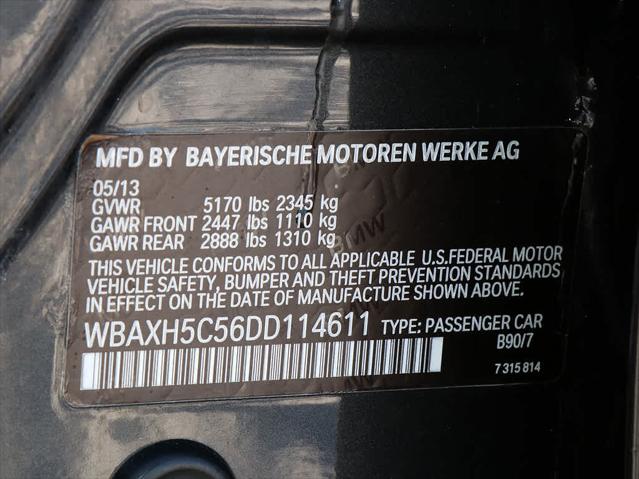 MFD BY BAYERISCHE MOTOREN WERKE AG
05/13
GVWR 5170 lbs 2345 kg
GAWR FRONT 2447 lbs 1110 kg
GAWR REAR 2888 lbs 1310 kg
THIS VEHICLE CONFORMS TO ALL APPLICABLE U.S.FEDERAL MOTOR
VEHICLE SAFETY, BUMPER AND THEFT PREVENTION STANDARDS
IN EFFECT ON THE DATE OF MANUFACTURE SHOWN ABOVE.
WBAXH5C56DD114611 TYPE: PASSENGER CAR
B90/7
7 315 814
BMW